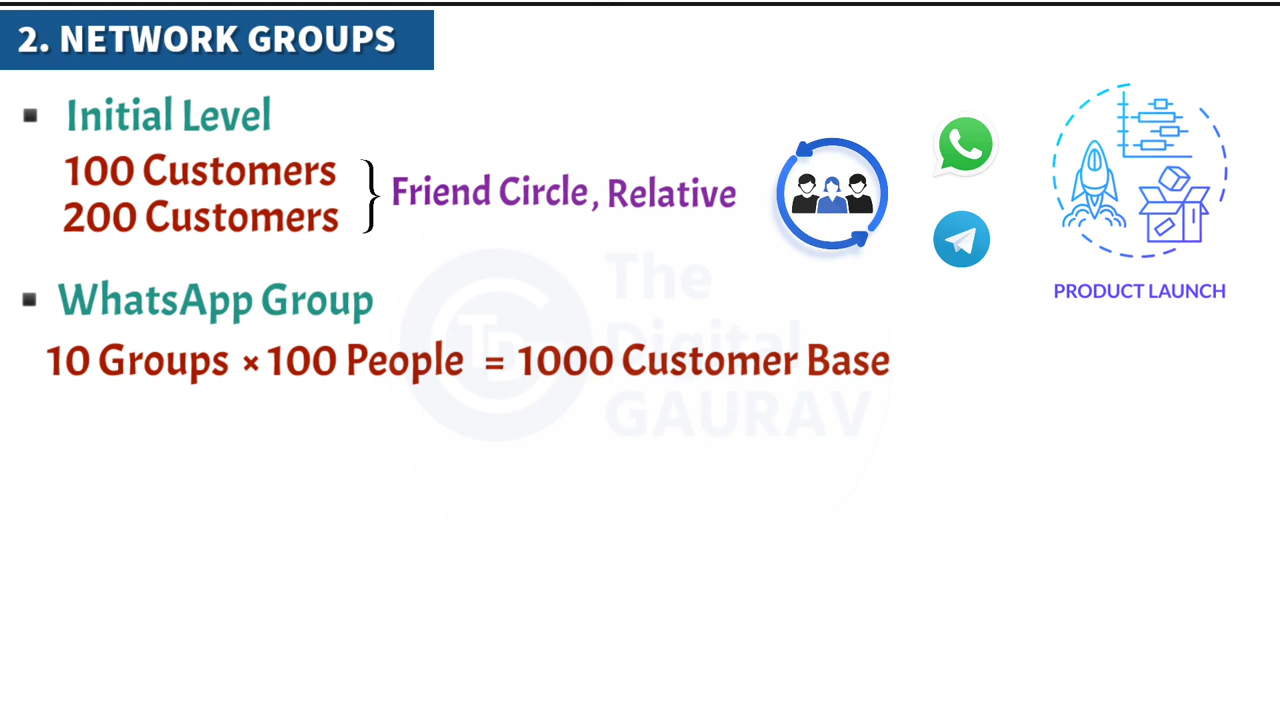 2. NETWORK GROUPS
▪ Initial Level
100 Customers
200 Customers
} Friend Circle, Relative
PRODUCT LAUNCH
▪ WhatsApp Group
10 Groups × 100 People = 1000 Customer Base
The
Digital
GAURAV